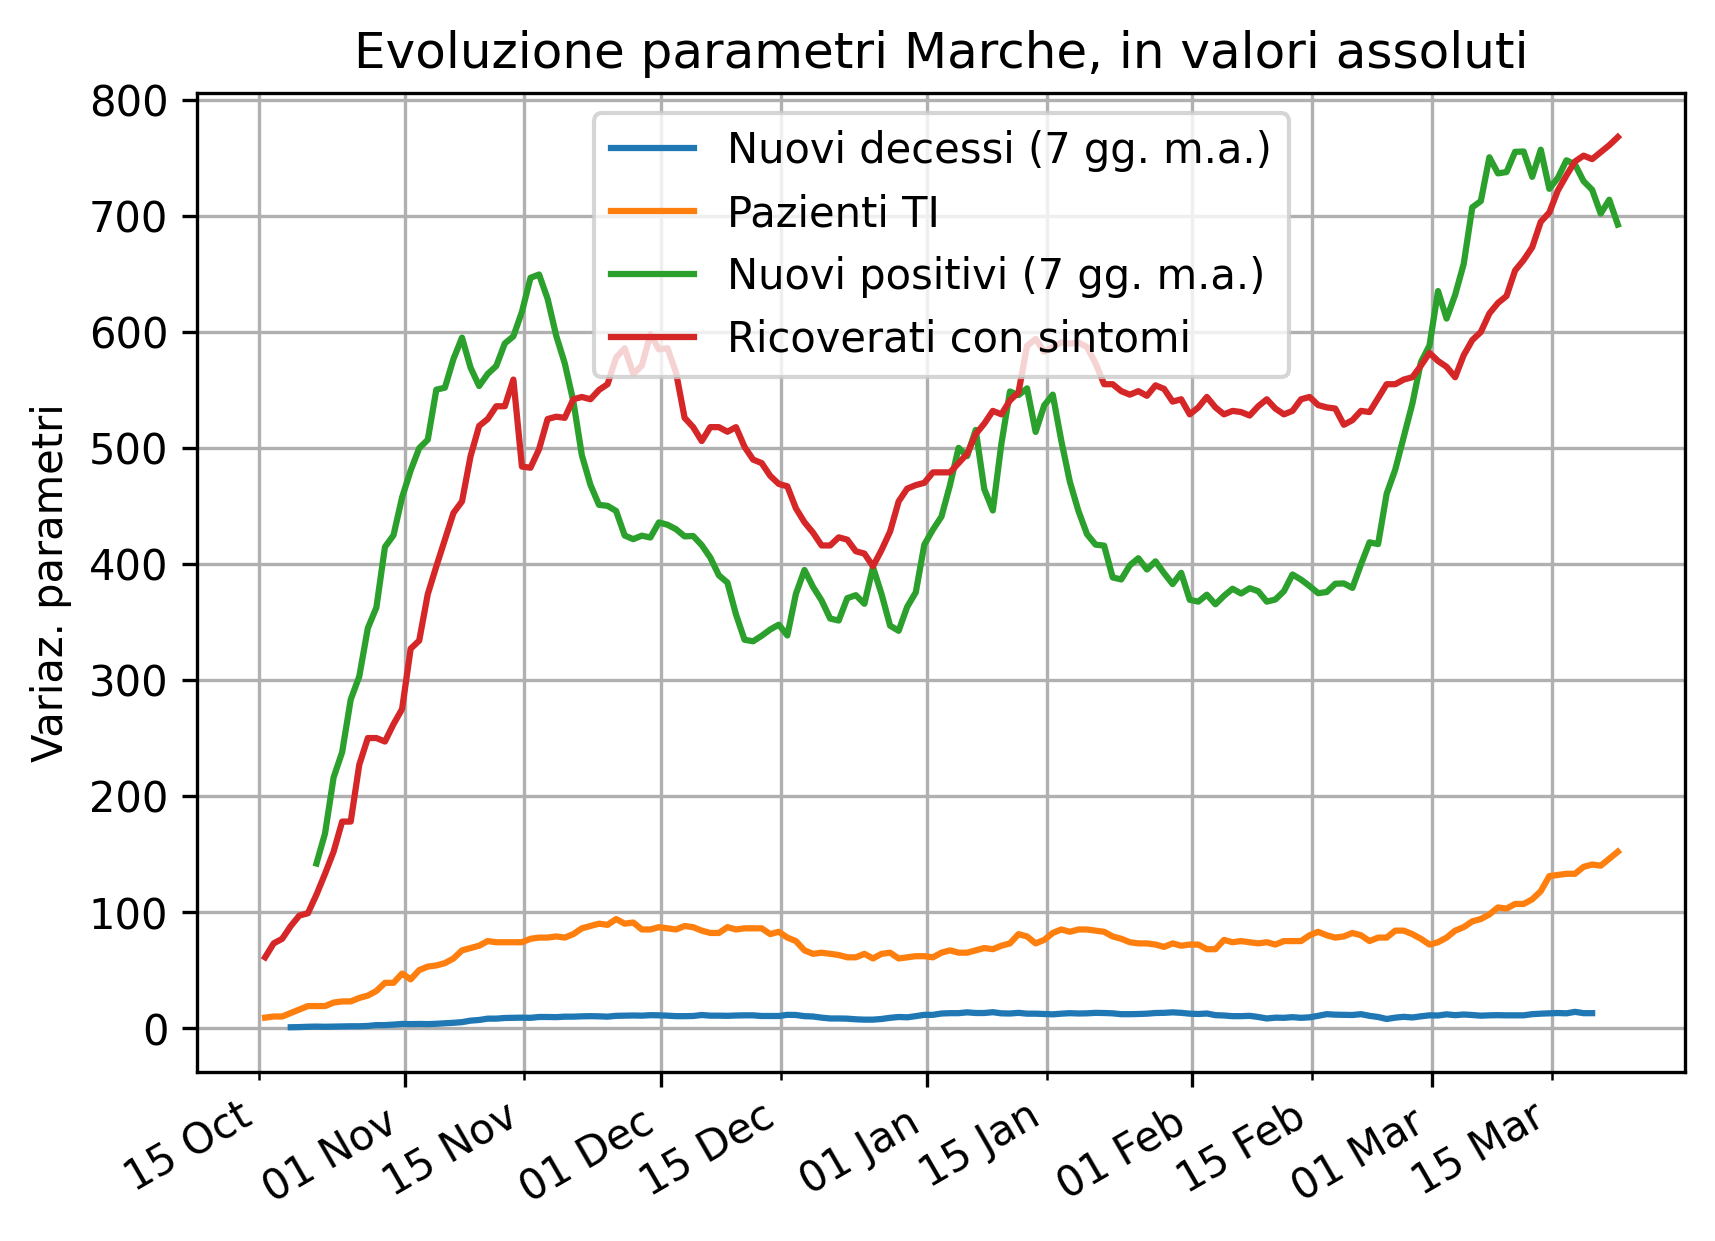 Evoluzione parametri Marche, in valori assoluti
Variaz. parametri
800
700
600
500
400
300
200
100
0
Nuovi decessi (7 gg. m.a.)
Pazienti TI
Nuovi positivi (7 gg. m.a.)
Ricoverati con sintomi
15 Oct
01 Nov
15 Nov
01 Dec
15 Dec
01 Jan
15 Jan
01 Feb
15 Feb
01 Mar
15 Mar